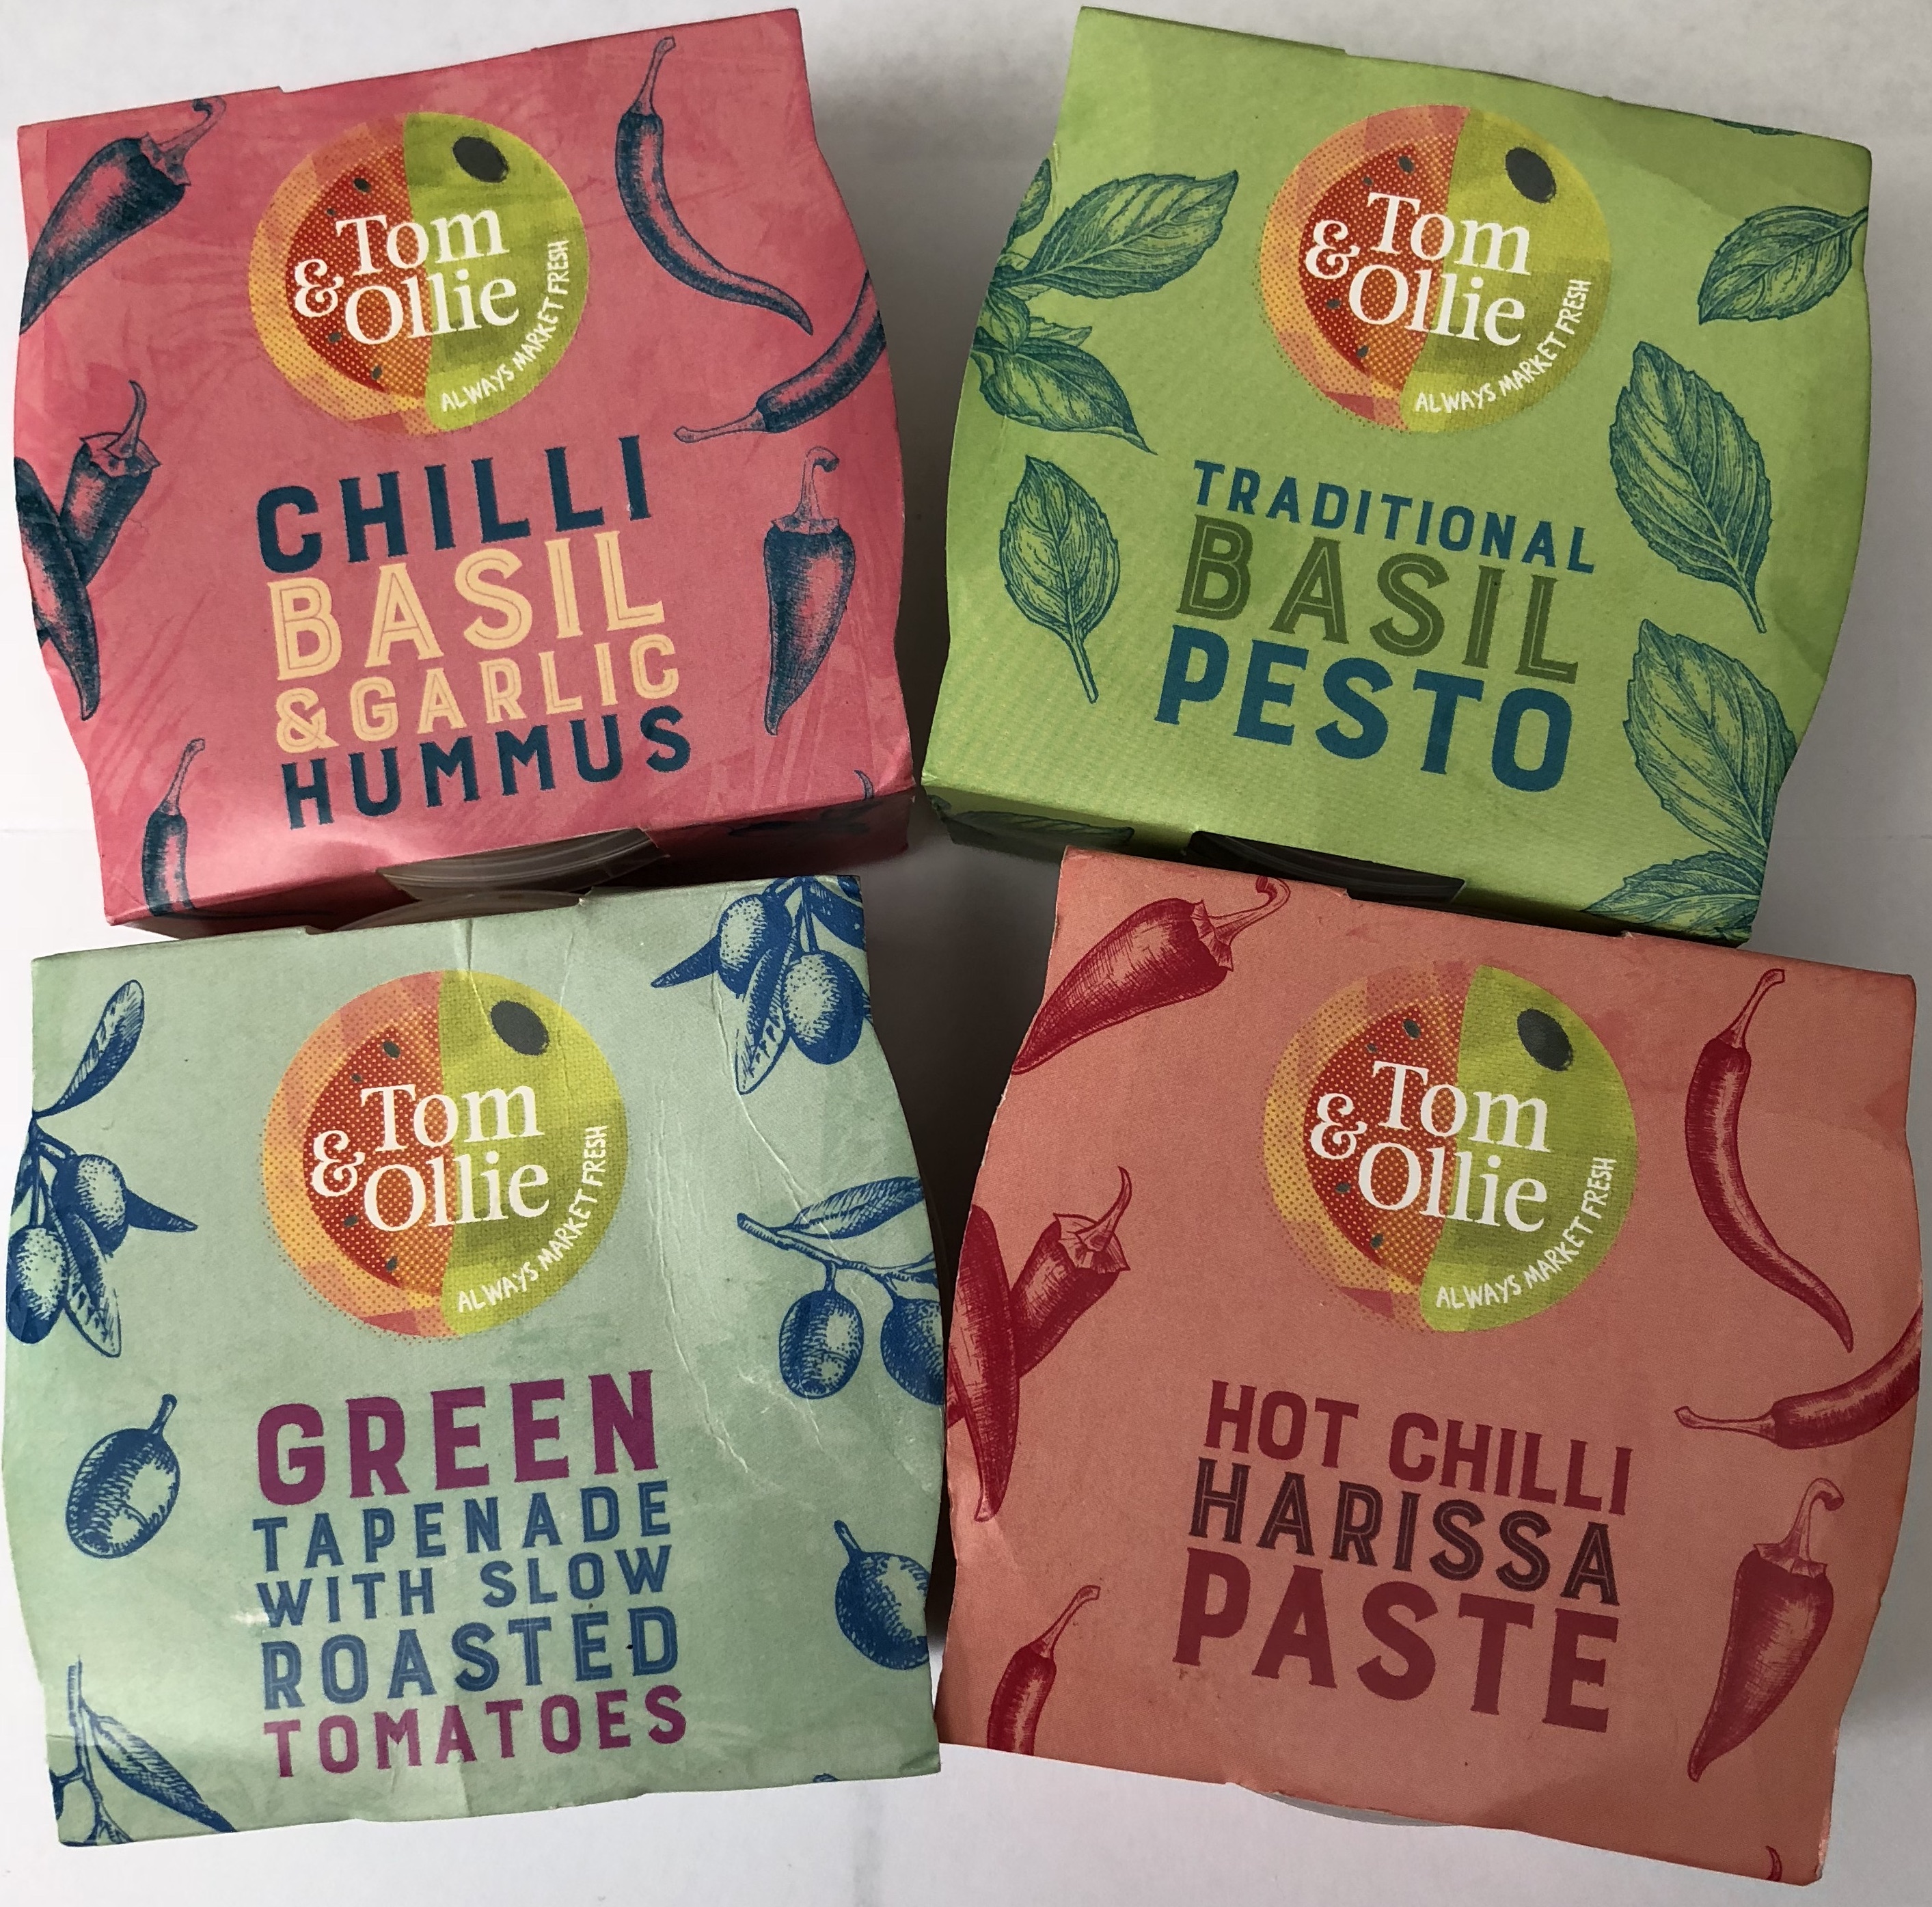 Tom
& Ollie
ALWAYS MARKET FRESH
CHILLI
BASIL
& GARLIC
HUMMUS
Tom
& Ollie
ALWAYS MARKET FRESH
TRADITIONAL
BASIL
PESTO
Tom
& Ollie
ALWAYS MARKET FRESH
GREEN
TAPENADE
WITH SLOW
ROASTED
TOMATOES
Tom
& Ollie
ALWAYS MARKET FRESH
HOT CHILLI
HARISSA
PASTE